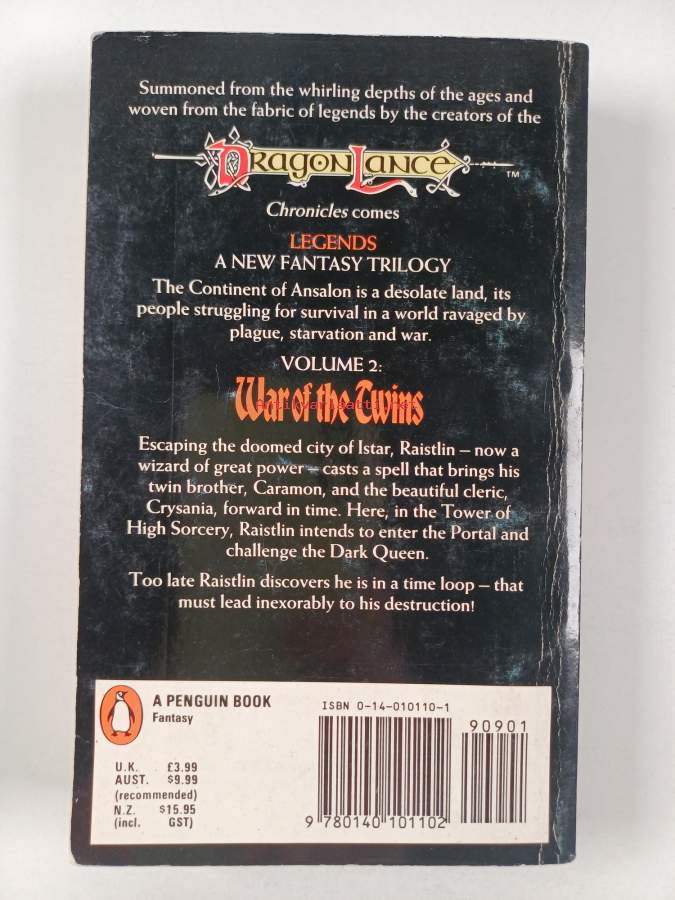 Summoned from the whirling depths of the ages and
woven from the fabric of legends by the creators of the
DRAGONLANCE
TM
Chronicles comes
LEGENDS
A NEW FANTASY TRILOGY
The Continent of Ansalon is a desolate land, its
people struggling for survival in a world ravaged by
plague, starvation and war.
VOLUME 2:
War of the Twins
Escaping the doomed city of Istar, Raistlin – now a
wizard of great power – casts a spell that brings his
twin brother, Caramon, and the beautiful cleric,
Crysania, forward in time. Here, in the Tower of
High Sorcery, Raistlin intends to enter the Portal and
challenge the Dark Queen.
Too late Raistlin discovers he is in a time loop – that
must lead inexorably to his destruction!
A PENGUIN BOOK
Fantasy
U.K. £3.99
AUST. $9.99
(recommended)
N.Z. $15.95
(incl. GST)
ISBN 0-14-010110-1
90901
9 780140 101102